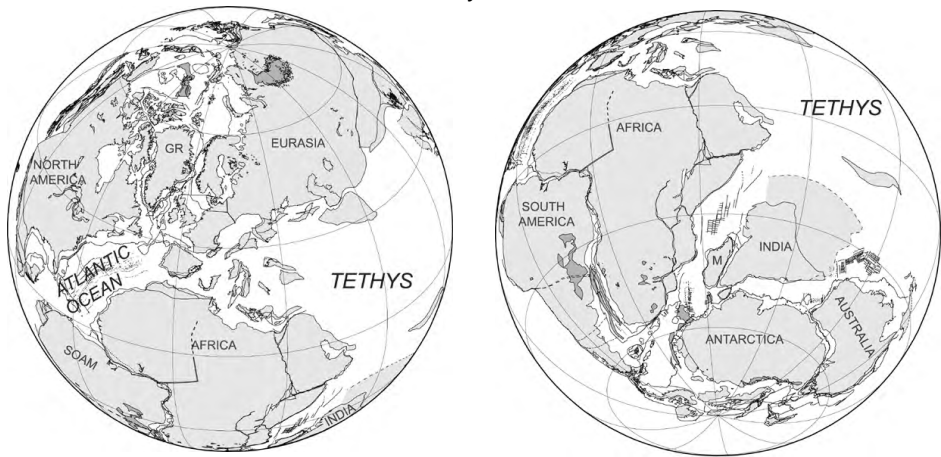 GR
EURASIA
NORTH
AMERICA
ATLANTIC
OCEAN
TETHYS
SOAM
AFRICA
INDIA
TETHYS
AFRICA
SOUTH
AMERICA
M
INDIA
ANTARCTICA
AUSTRALIA